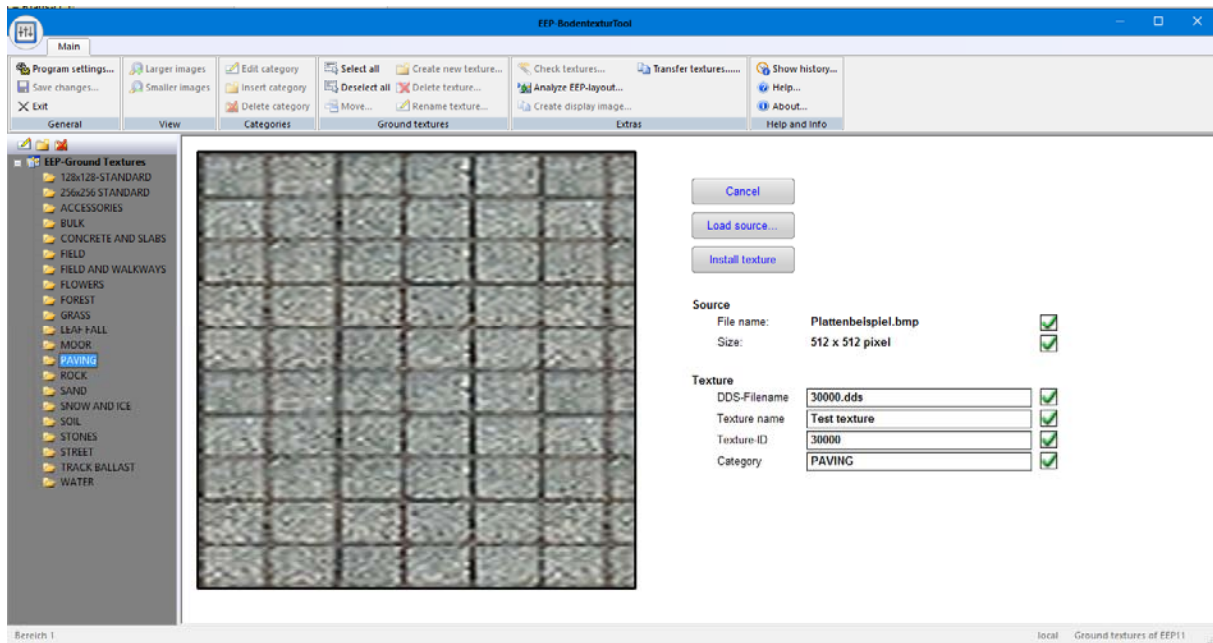 EEP-BodentexturTool
Main
Program settings...
Save changes...
Exit
General
Larger images
Smaller images
View
Edit category
Insert category
Delete category
Categories
Select all
Deselect all
Move...
Create new texture...
Delete texture...
Rename texture...
Ground textures
Check textures...
Analyze EEP-layout...
Create display image...
Transfer textures......
Extras
Show history...
Help...
About...
Help and Info
EEP-Ground Textures
128x128-STANDARD
256x256 STANDARD
ACCESSORIES
BULK
CONCRETE AND SLABS
FIELD
FIELD AND WALKWAYS
FLOWERS
FOREST
GRASS
LEAF FALL
MOOR
PAVING
ROCK
SAND
SNOW AND ICE
SOIL
STONES
STREET
TRACK BALLAST
WATER
Cancel
Load source...
Install texture
Source
File name: Plattenbeispiel.bmp
Size: 512 x 512 pixel
Texture
DDS-Filename 30000.dds
Texture name Test texture
Texture-ID 30000
Category PAVING
Bereich 1
local Ground textures of EEP11